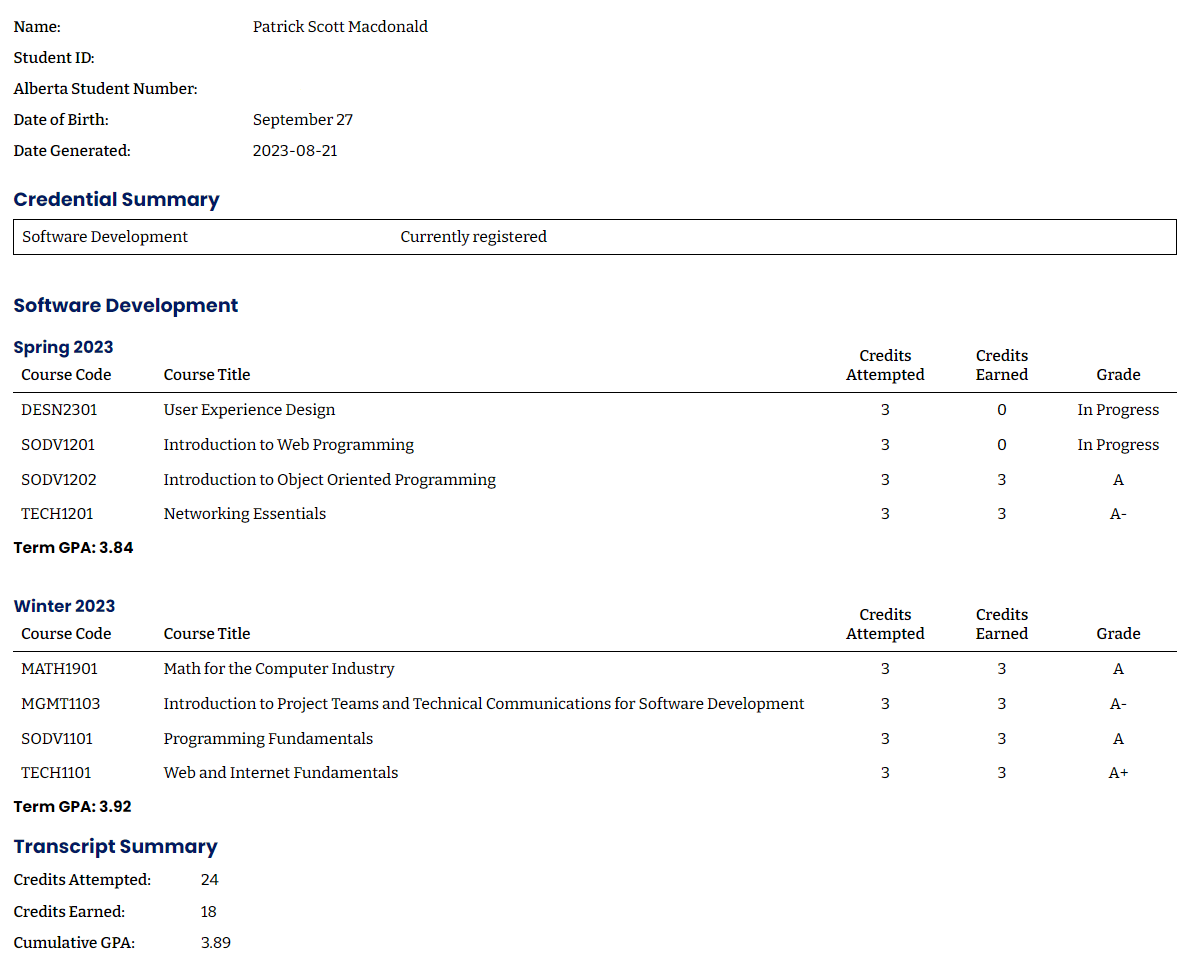 Name: Patrick Scott Macdonald
Student ID:
Alberta Student Number:
Date of Birth: September 27
Date Generated: 2023-08-21
Credential Summary
Software Development Currently registered
Software Development
Spring 2023
Course Code Course Title Credits Attempted Credits Earned Grade
DESN2301 User Experience Design 3 0 In Progress
SODV1201 Introduction to Web Programming 3 0 In Progress
SODV1202 Introduction to Object Oriented Programming 3 3 A
TECH1201 Networking Essentials 3 3 A-
Term GPA: 3.84
Winter 2023
Course Code Course Title Credits Attempted Credits Earned Grade
MATH1901 Math for the Computer Industry 3 3 A
MGMT1103 Introduction to Project Teams and Technical Communications for Software Development 3 3 A-
SODV1101 Programming Fundamentals 3 3 A
TECH1101 Web and Internet Fundamentals 3 3 A+
Term GPA: 3.92
Transcript Summary
Credits Attempted: 24
Credits Earned: 18
Cumulative GPA: 3.89